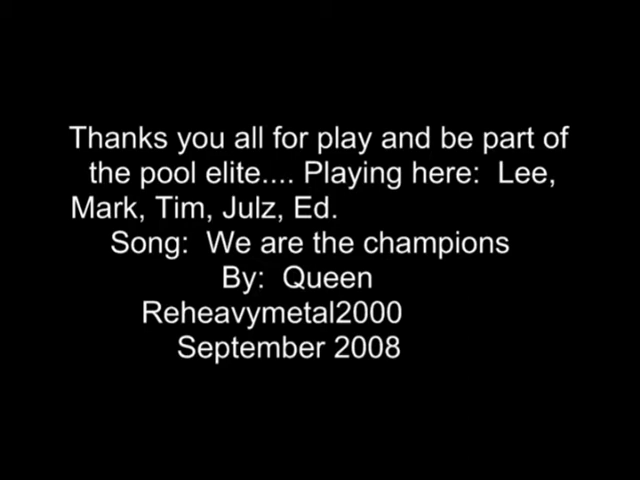 Thanks you all for play and be part of
the pool elite.... Playing here:  Lee,
Mark, Tim, Julz, Ed.
Song:  We are the champions
By:  Queen
Reheavymetal2000
September 2008